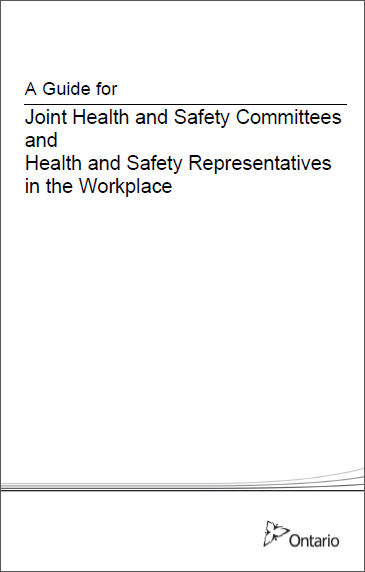 A Guide for
Joint Health and Safety Committees
and
Health and Safety Representatives
in the Workplace
Ontario